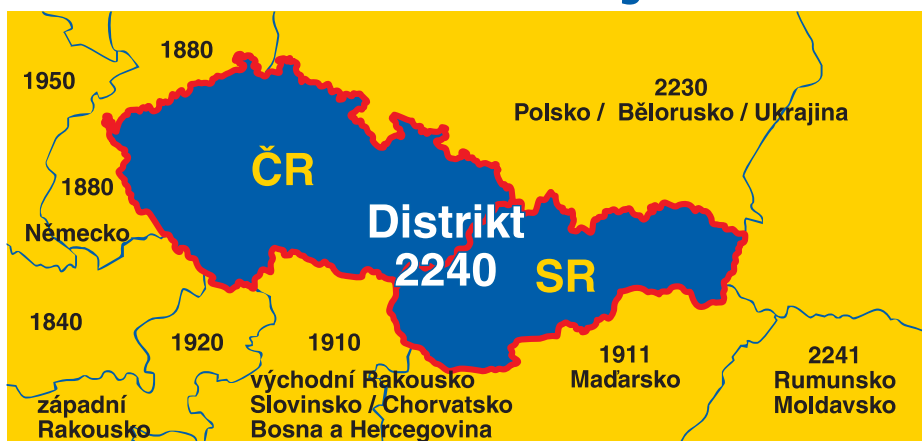 1880
1950
2230
Polsko / Bělorusko / Ukrajina
ČR
1880
Německo
Distrikt
2240
SR
1840
1920
1910
východní Rakousko
Slovinsko / Chorvatsko
Bosna a Hercegovina
1911
Maďarsko
2241
Rumunsko
Moldavsko
západní
Rakousko